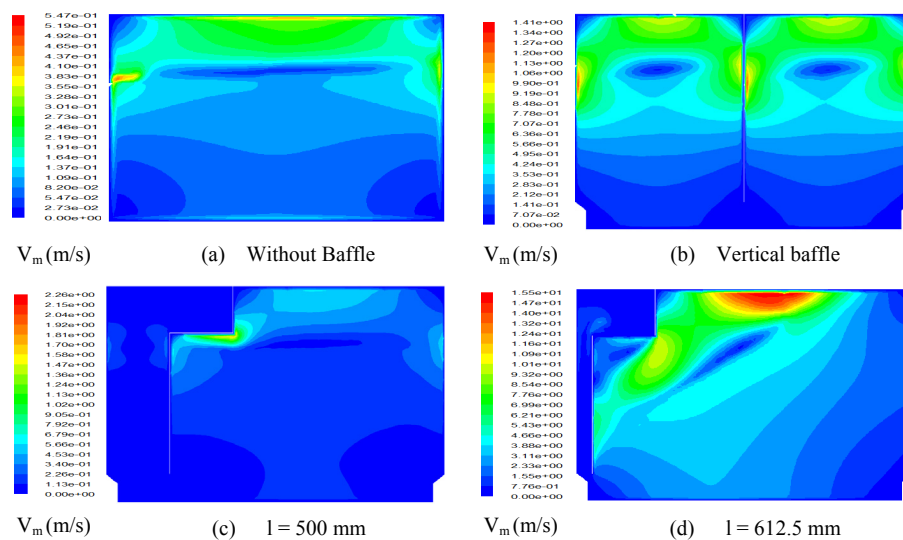 5.47e-01
5.19e-01
4.92e-01
4.65e-01
4.37e-01
4.10e-01
3.83e-01
3.55e-01
3.28e-01
3.01e-01
2.73e-01
2.46e-01
2.19e-01
1.91e-01
1.64e-01
1.37e-01
1.09e-01
8.20e-02
5.47e-02
2.73e-02
0.00e+00
V_m (m/s)
(a) Without Baffle
1.41e+00
1.34e+00
1.27e+00
1.20e+00
1.13e+00
1.06e+00
9.90e-01
9.19e-01
8.48e-01
7.78e-01
7.07e-01
6.36e-01
5.66e-01
4.95e-01
4.24e-01
3.53e-01
2.83e-01
2.12e-01
1.41e-01
7.07e-02
0.00e+00
V_m (m/s)
(b) Vertical baffle
2.26e+00
2.15e+00
2.04e+00
1.92e+00
1.81e+00
1.70e+00
1.58e+00
1.47e+00
1.36e+00
1.24e+00
1.13e+00
1.02e+00
9.05e-01
7.92e-01
6.79e-01
5.66e-01
4.53e-01
3.40e-01
2.26e-01
1.13e-01
0.00e+00
V_m (m/s)
(c) l = 500 mm
1.55e+01
1.47e+01
1.40e+01
1.32e+01
1.24e+01
1.16e+01
1.09e+01
1.01e+01
9.32e+00
8.54e+00
7.76e+00
6.99e+00
6.21e+00
5.43e+00
4.66e+00
3.88e+00
3.11e+00
2.33e+00
1.55e+00
7.76e-01
0.00e+00
V_m (m/s)
(d) l = 612.5 mm